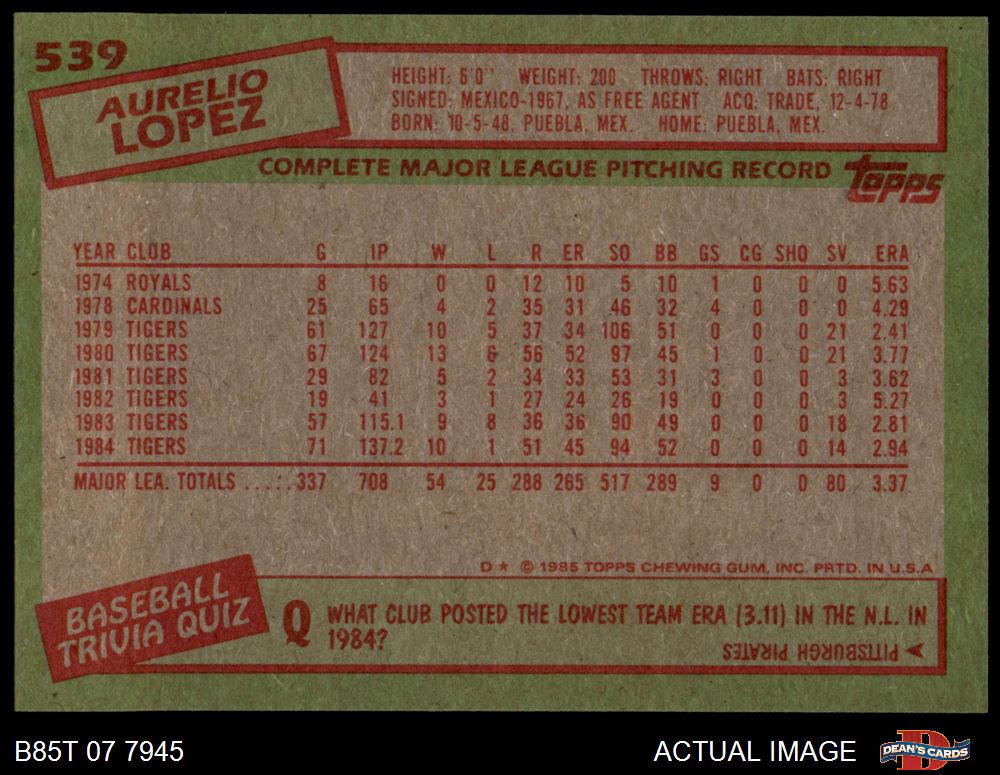 539
AURELIO
LOPEZ
HEIGHT: 6'0" WEIGHT: 200 THROWS: RIGHT BATS: RIGHT
SIGNED: MEXICO-1967, AS FREE AGENT ACQ: TRADE, 12-4-78
BORN: 10-5-48, PUEBLA, MEX. HOME: PUEBLA, MEX.
COMPLETE MAJOR LEAGUE PITCHING RECORD
topps
YEAR CLUB G IP W L R ER SO BB GS CG SHO SV ERA
1974 ROYALS 8 16 0 0 12 10 5 10 1 0 0 0 5.63
1978 CARDINALS 25 65 4 2 35 31 46 32 4 0 0 0 4.29
1979 TIGERS 61 127 10 5 37 34 106 51 0 0 0 21 2.41
1980 TIGERS 67 124 13 6 56 52 97 45 1 0 0 21 3.77
1981 TIGERS 29 82 5 2 34 33 53 31 3 0 0 3 3.62
1982 TIGERS 19 41 3 1 27 24 26 19 0 0 0 3 5.27
1983 TIGERS 57 115.1 9 8 36 36 90 49 0 0 0 18 2.81
1984 TIGERS 71 137.2 10 1 51 45 94 52 0 0 0 14 2.94
MAJOR LEA. TOTALS ...... 337 708 54 25 288 265 517 289 9 0 0 80 3.37
D★ © 1985 TOPPS CHEWING GUM, INC. PRTD. IN U.S.A
BASEBALL
TRIVIA QUIZ
Q WHAT CLUB POSTED THE LOWEST TEAM ERA (3.11) IN THE N.L. IN
1984?
PITTSBURGH PIRATES
B85T 07 7945
ACTUAL IMAGE
D
DEAN'S CARDS